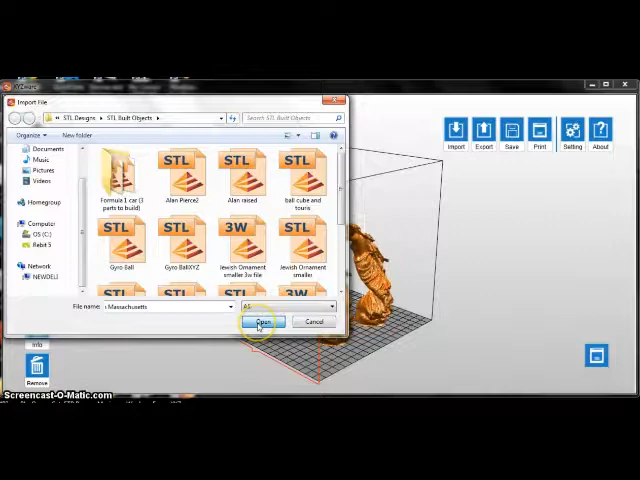 XYZware
Import File
STL Designs
STL Built Objects
Search STL Built Objects
Organize
New folder
Import
Export
Save
Print
Setting
About
Documents
Music
Pictures
Videos
Homegroup
Computer
OS (C:)
Network
STL
STL
STL
Formula 1 car (3 parts to build)
Alan Pierce2
Alan raised
ball cube and
STL
STL
3W
STL
Gyro Ball
Gyro BallXYZ
Jewish Ornament smaller 3w file
Jewish Ornament smaller
STL
STL
3W
File name:
Massachusetts
Open
Cancel
Info
Remove
Screencast-O-Matic.com